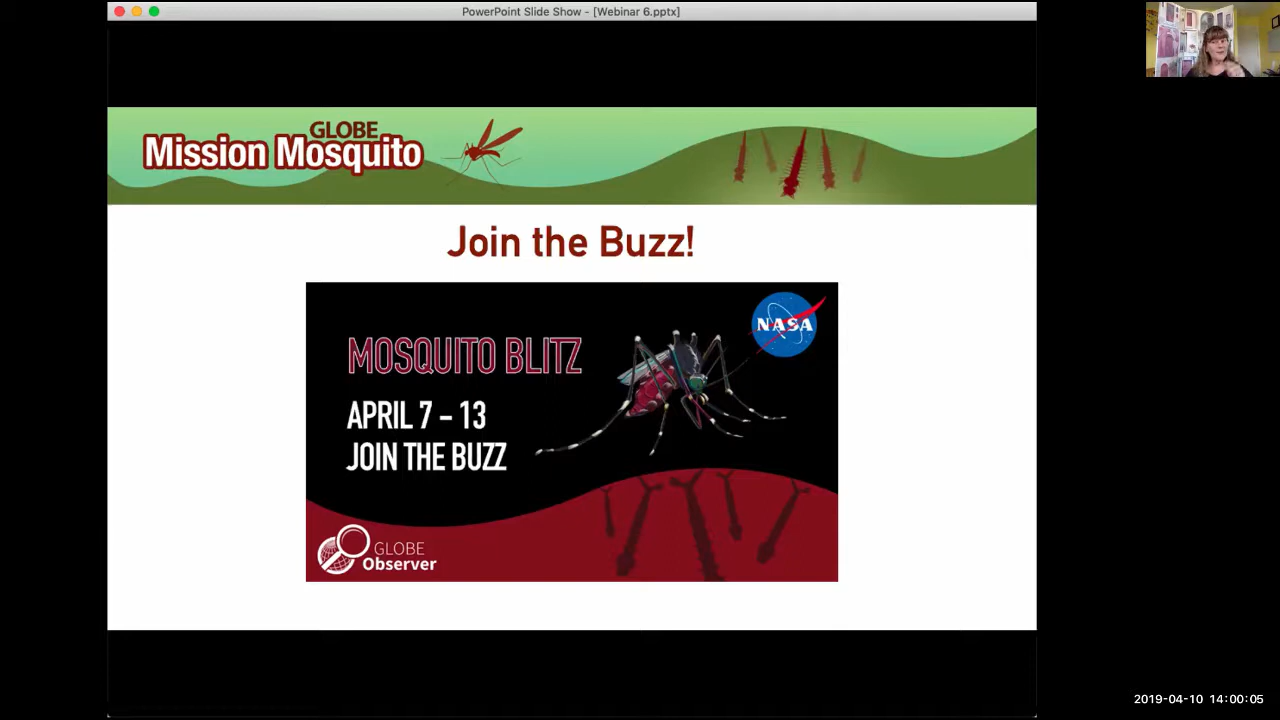 PowerPoint Slide Show - [Webinar 6.pptx]
GLOBE
Mission Mosquito
Join the Buzz!
NASA
MOSQUITO BLITZ
APRIL 7 - 13
JOIN THE BUZZ
GLOBE
Observer
2019-04-10 14:00:05